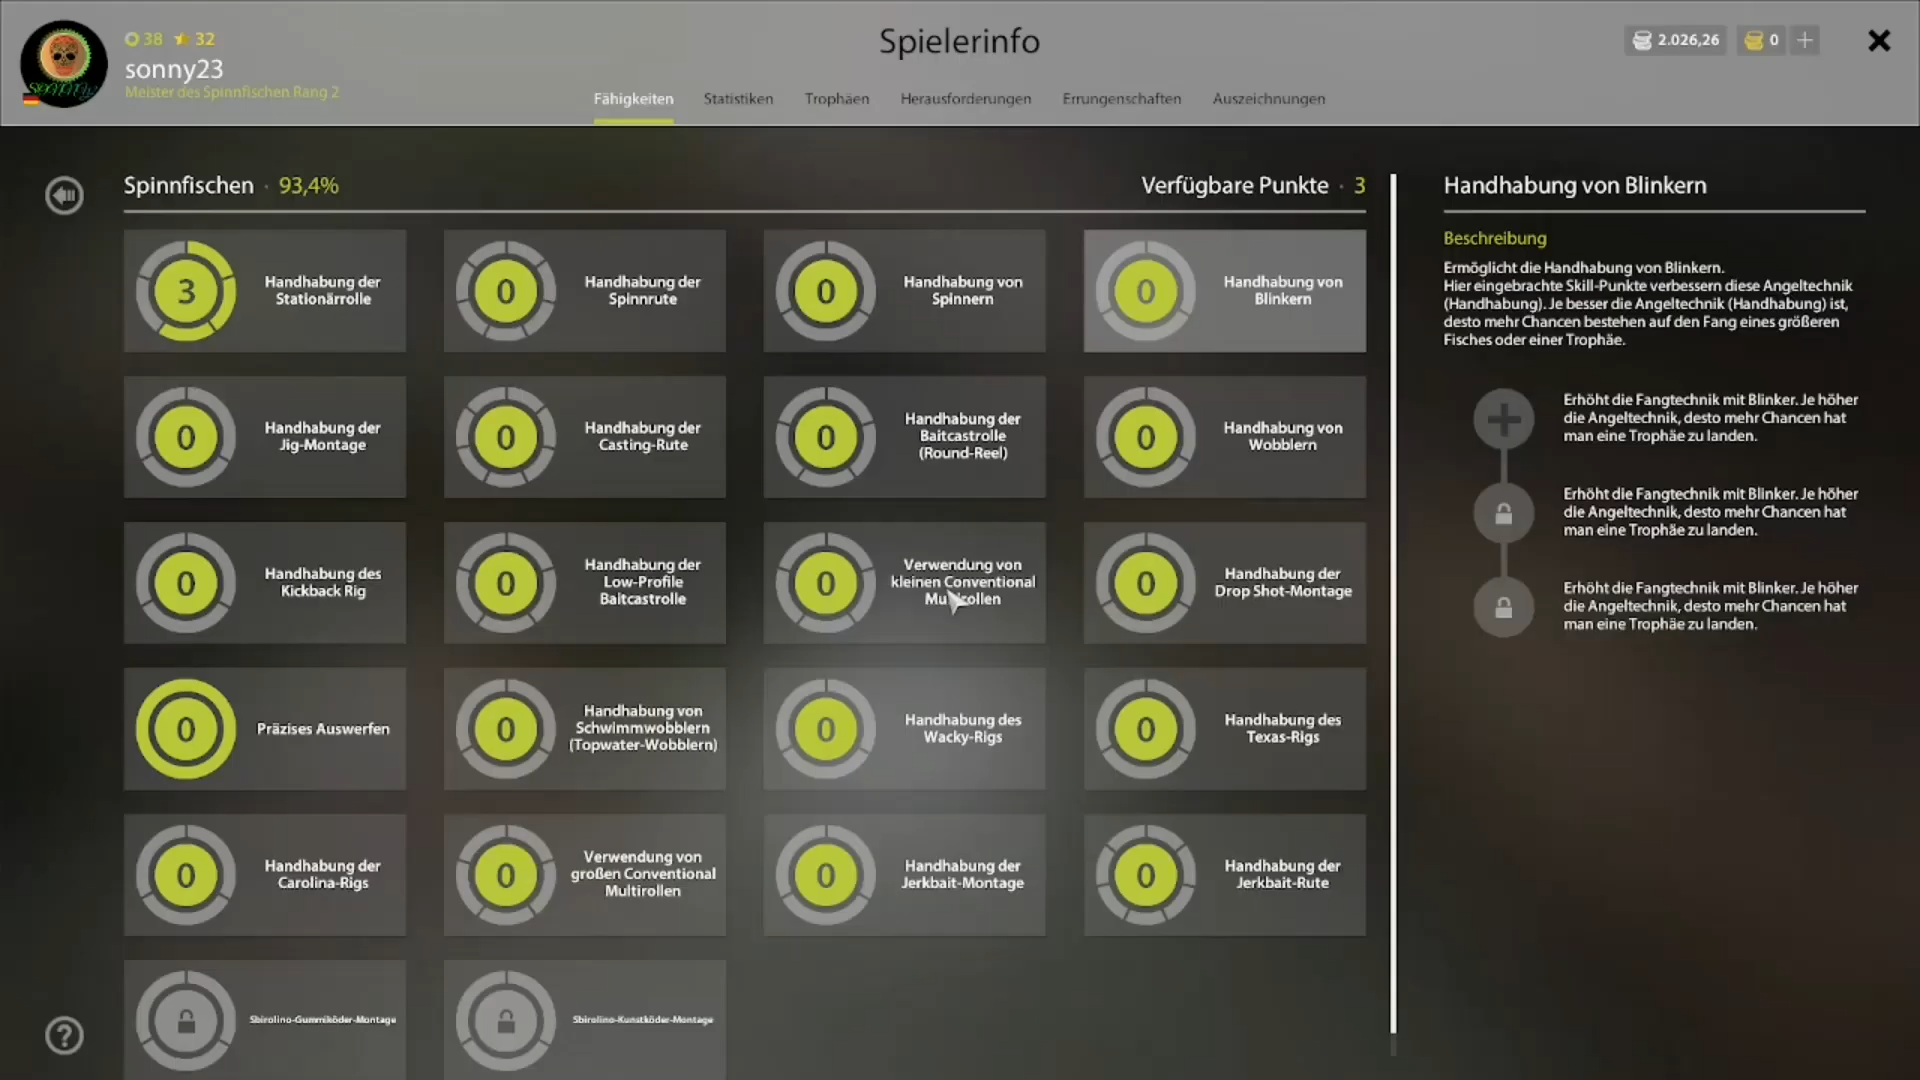 38 32
sonny23
Meister des Spinnfischen Rang 2
Spielerinfo
2.026,26
0
Fähigkeiten
Statistiken
Trophäen
Herausforderungen
Errungenschaften
Auszeichnungen
Spinnfischen · 93,4%
Verfügbare Punkte · 3
3
Handhabung der
Stationärrolle
0
Handhabung der
Spinnrute
0
Handhabung von
Spinnern
0
Handhabung von
Blinkern
0
Handhabung der
Jig-Montage
0
Handhabung der
Casting-Rute
0
Handhabung der
Baitcastrolle
(Round-Reel)
0
Handhabung von
Wobblern
0
Handhabung des
Kickback Rig
0
Handhabung der
Low-Profile
Baitcastrolle
0
Verwendung von
kleinen Conventional
Multirollen
0
Handhabung der
Drop Shot-Montage
0
Präzises Auswerfen
0
Handhabung von
Schwimmwobblern
(Topwater-Wobblern)
0
Handhabung des
Wacky-Rigs
0
Handhabung des
Texas-Rigs
0
Handhabung der
Carolina-Rigs
0
Verwendung von
großen Conventional
Multirollen
0
Handhabung der
Jerkbait-Montage
0
Handhabung der
Jerkbait-Rute
Sbirolino-Gummiköder-Montage
Sbirolino-Kunstköder-Montage
Handhabung von Blinkern
Beschreibung
Ermöglicht die Handhabung von Blinkern.
Hier eingebrachte Skill-Punkte verbessern diese Angeltechnik
(Handhabung). Je besser die Angeltechnik (Handhabung) ist,
desto mehr Chancen bestehen auf den Fang eines größeren
Fisches oder einer Trophäe.
Erhöht die Fangtechnik mit Blinker. Je höher
die Angeltechnik, desto mehr Chancen hat
man eine Trophäe zu landen.
Erhöht die Fangtechnik mit Blinker. Je höher
die Angeltechnik, desto mehr Chancen hat
man eine Trophäe zu landen.
Erhöht die Fangtechnik mit Blinker. Je höher
die Angeltechnik, desto mehr Chancen hat
man eine Trophäe zu landen.